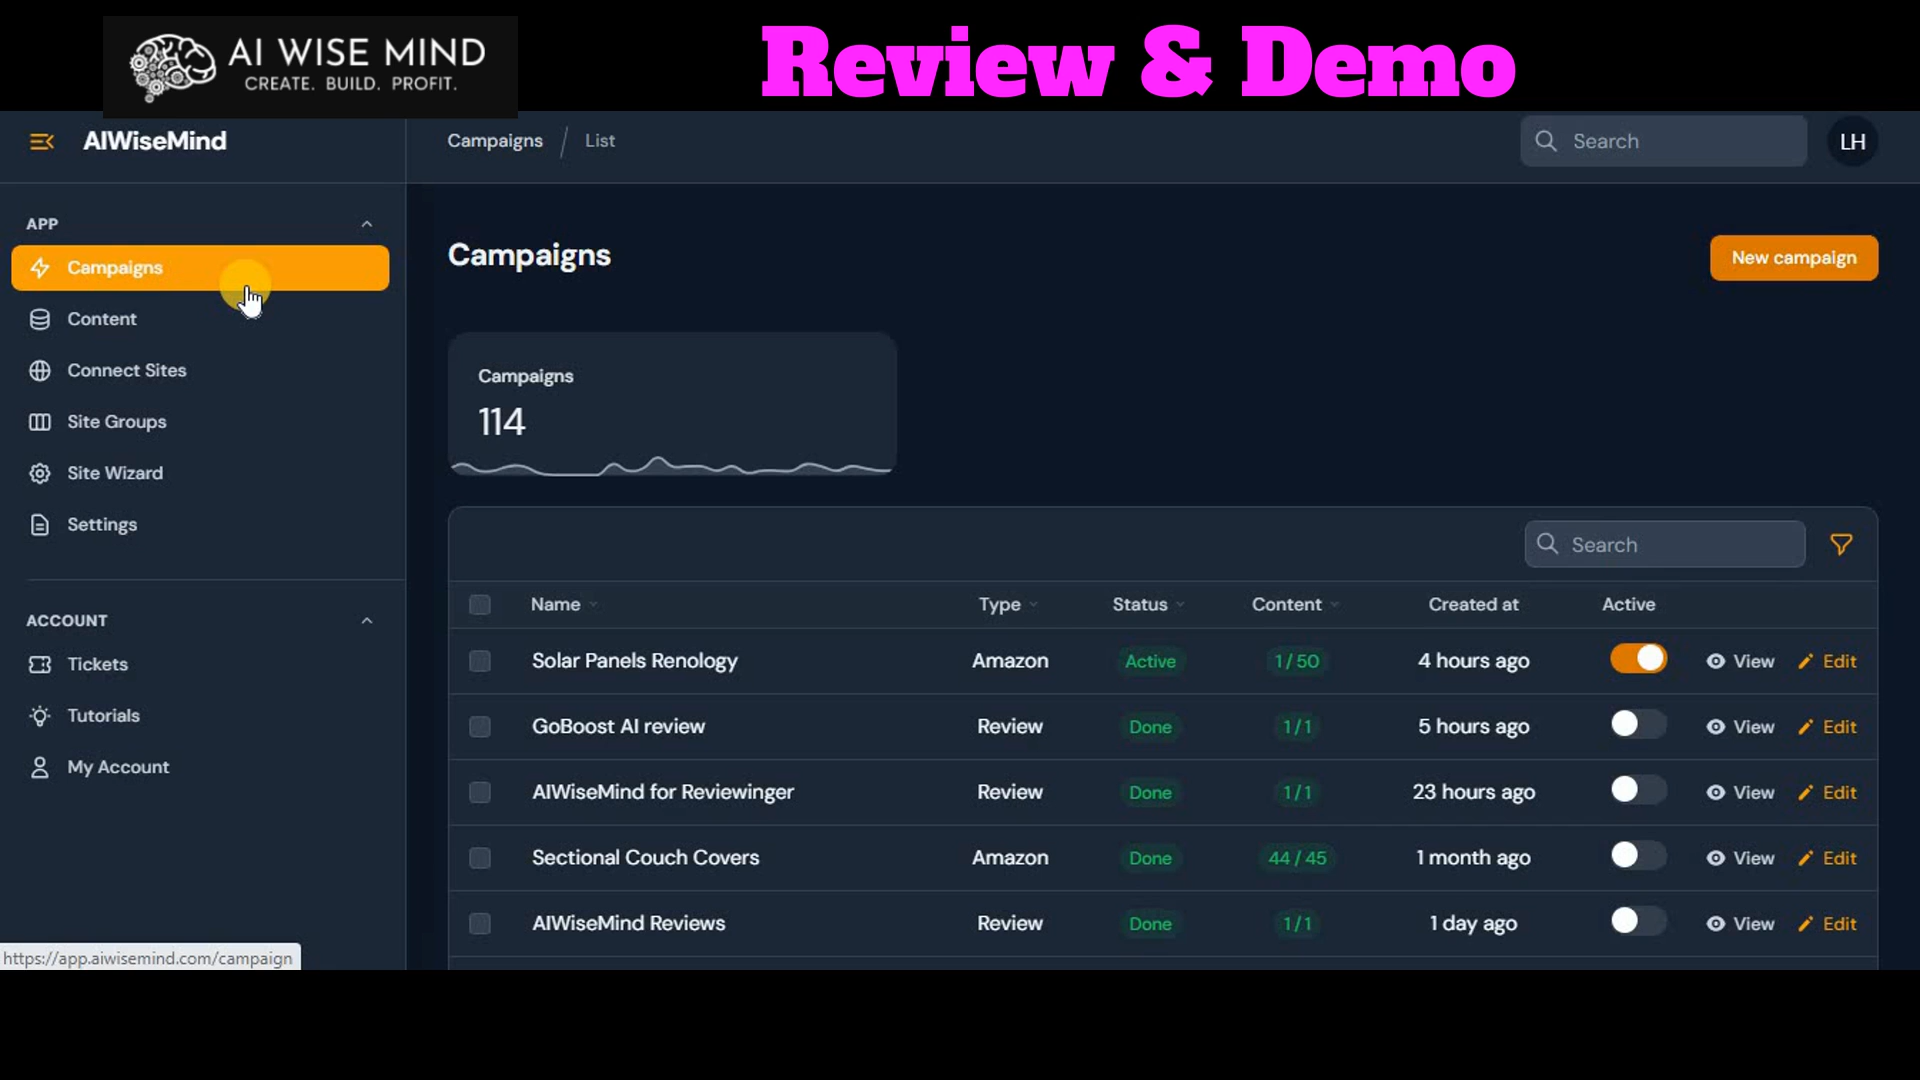 AI WISE MIND
CREATE. BUILD. PROFIT.
Review & Demo
AIWiseMind
Campaigns / List
Search
LH
APP
Campaigns
Content
Connect Sites
Site Groups
Site Wizard
Settings
ACCOUNT
Tickets
Tutorials
My Account
Campaigns
New campaign
Campaigns
114
Search
Name Type Status Content Created at Active
Solar Panels Renology Amazon Active 1 / 50 4 hours ago View Edit
GoBoost AI review Review Done 1 / 1 5 hours ago View Edit
AIWiseMind for Reviewinger Review Done 1 / 1 23 hours ago View Edit
Sectional Couch Covers Amazon Done 44 / 45 1 month ago View Edit
AIWiseMind Reviews Review Done 1 / 1 1 day ago View Edit
https://app.aiwisemind.com/campaign